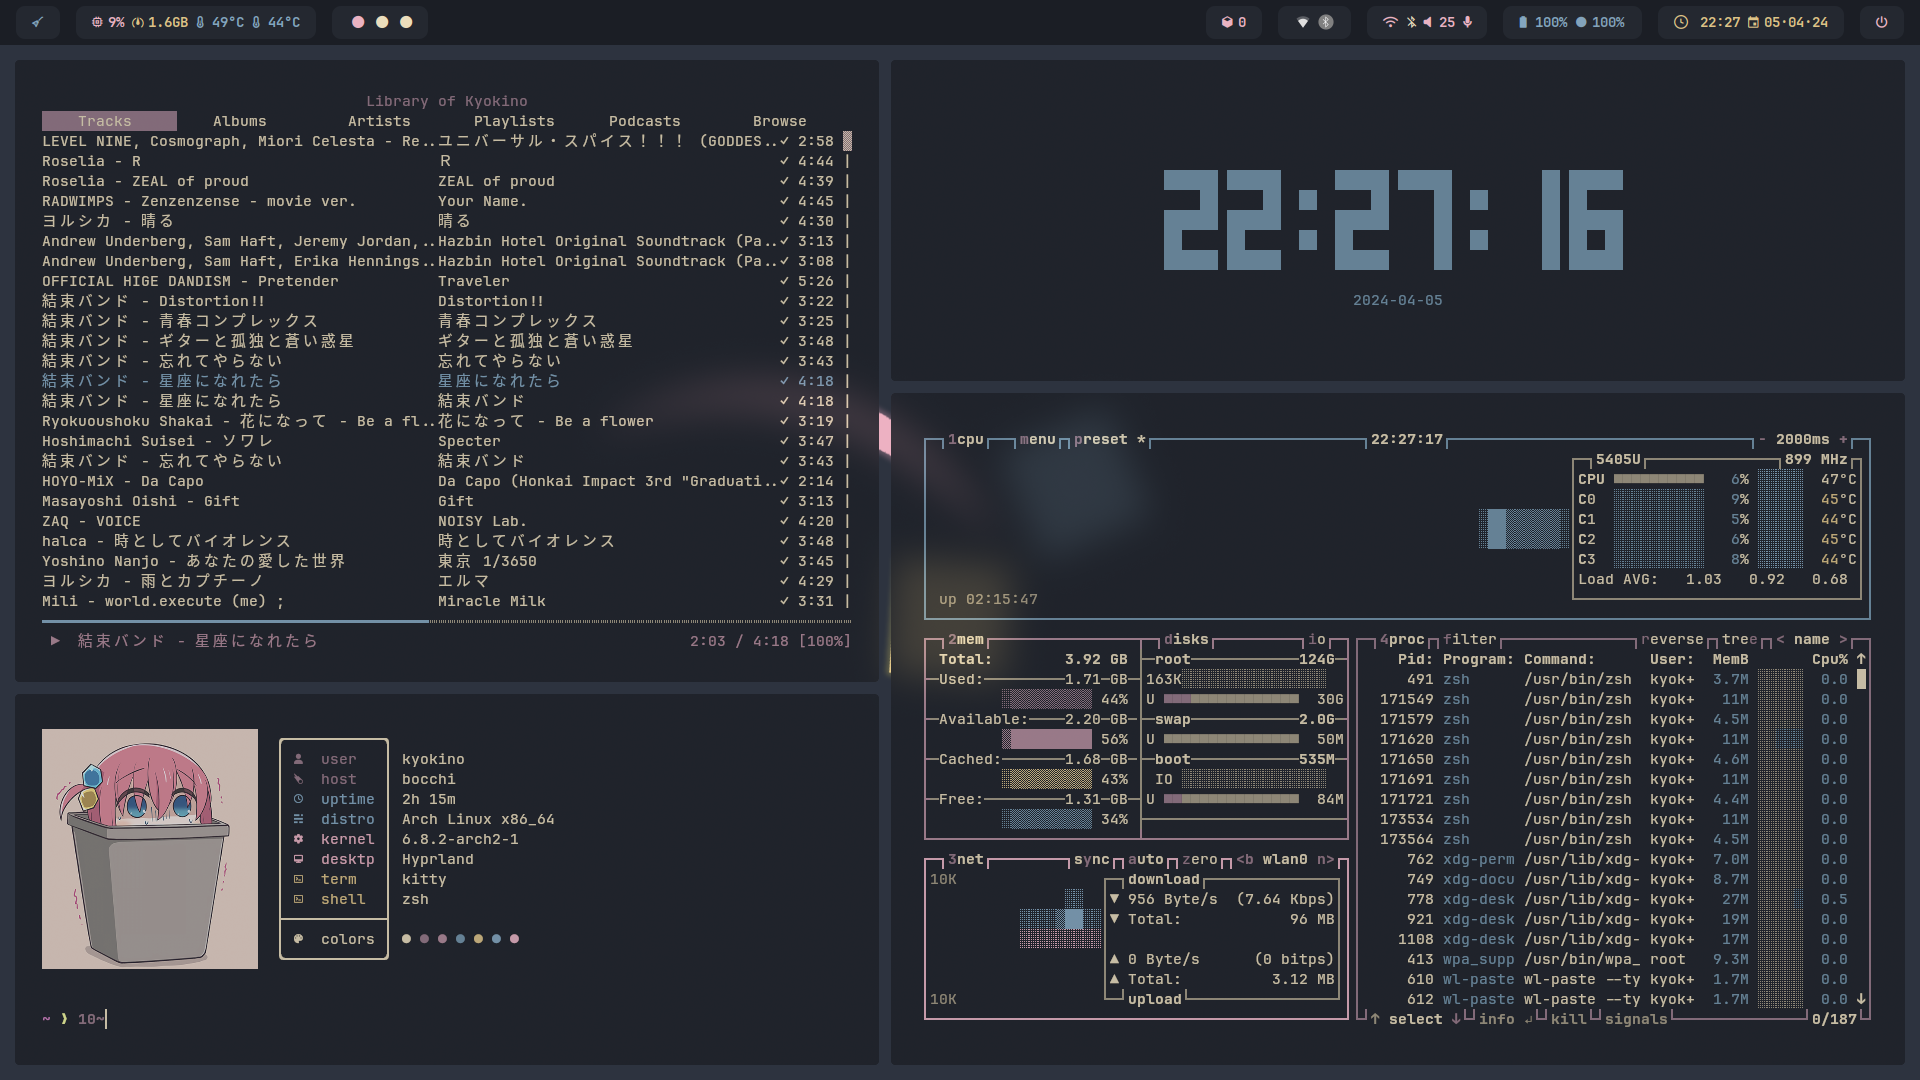 9% 1.6GB 49°C 44°C
0
25
100% 100%
22:27 05·04·24
Library of Kyokino
Tracks Albums Artists Playlists Podcasts Browse
LEVEL NINE, Cosmograph, Miori Celesta - Re..ユニバーサル・スパイス！！！ (GODDES..✓ 2:58
Roselia - R R ✓ 4:44
Roselia - ZEAL of proud ZEAL of proud ✓ 4:39
RADWIMPS - Zenzenzense - movie ver. Your Name. ✓ 4:45
ヨルシカ - 晴る 晴る ✓ 4:30
Andrew Underberg, Sam Haft, Jeremy Jordan,..Hazbin Hotel Original Soundtrack (Pa..✓ 3:13
Andrew Underberg, Sam Haft, Erika Hennings..Hazbin Hotel Original Soundtrack (Pa..✓ 3:08
OFFICIAL HIGE DANDISM - Pretender Traveler ✓ 5:26
結束バンド - Distortion!! Distortion!! ✓ 3:22
結束バンド - 青春コンプレックス 青春コンプレックス ✓ 3:25
結束バンド - ギターと孤独と蒼い惑星 ギターと孤独と蒼い惑星 ✓ 3:48
結束バンド - 忘れてやらない 忘れてやらない ✓ 3:43
結束バンド - 星座になれたら 星座になれたら ✓ 4:18
結束バンド - 星座になれたら 結束バンド ✓ 4:18
Ryokuoushoku Shakai - 花になって - Be a fl..花になって - Be a flower ✓ 3:19
Hoshimachi Suisei - ソワレ Specter ✓ 3:47
結束バンド - 忘れてやらない 結束バンド ✓ 3:43
HOYO-MiX - Da Capo Da Capo (Honkai Impact 3rd "Graduati..✓ 2:14
Masayoshi Oishi - Gift Gift ✓ 3:13
ZAQ - VOICE NOISY Lab. ✓ 4:20
halca - 時としてバイオレンス 時としてバイオレンス ✓ 3:48
Yoshino Nanjo - あなたの愛した世界 東京 1/3650 ✓ 3:45
ヨルシカ - 雨とカプチーノ エルマ ✓ 4:29
Mili - world.execute (me) ; Miracle Milk ✓ 3:31
▶ 結束バンド - 星座になれたら 2:03 / 4:18 [100%]
22:27:16
2024-04-05
user kyokino
host bocchi
uptime 2h 15m
distro Arch Linux x86_64
kernel 6.8.2-arch2-1
desktp Hyprland
term kitty
shell zsh
colors
~ ❱ 10~
1cpu menu preset * 22:27:17 - 2000ms +
5405U 899 MHz
CPU 6% 47°C
C0 9% 45°C
C1 5% 44°C
C2 6% 45°C
C3 8% 44°C
Load AVG: 1.03 0.92 0.68
up 02:15:47
2mem disks io
Total: 3.92 GB root 124G
Used: 1.71 GB 163K
44% U 30G
Available: 2.20 GB swap 2.0G
56% U 50M
Cached: 1.68 GB boot 535M
43% IO
Free: 1.31 GB U 84M
34%
3net sync auto zero <b wlan0 n>
10K download
▼ 956 Byte/s (7.64 Kbps)
▼ Total: 96 MB
▲ 0 Byte/s (0 bitps)
▲ Total: 3.12 MB
10K upload
4proc filter reverse tree < name >
Pid: Program: Command: User: MemB Cpu% ↑
491 zsh /usr/bin/zsh kyok+ 3.7M 0.0
171549 zsh /usr/bin/zsh kyok+ 11M 0.0
171579 zsh /usr/bin/zsh kyok+ 4.5M 0.0
171620 zsh /usr/bin/zsh kyok+ 11M 0.0
171650 zsh /usr/bin/zsh kyok+ 4.6M 0.0
171691 zsh /usr/bin/zsh kyok+ 11M 0.0
171721 zsh /usr/bin/zsh kyok+ 4.4M 0.0
173534 zsh /usr/bin/zsh kyok+ 11M 0.0
173564 zsh /usr/bin/zsh kyok+ 4.5M 0.0
762 xdg-perm /usr/lib/xdg- kyok+ 7.0M 0.0
749 xdg-docu /usr/lib/xdg- kyok+ 8.7M 0.0
778 xdg-desk /usr/lib/xdg- kyok+ 27M 0.5
921 xdg-desk /usr/lib/xdg- kyok+ 19M 0.0
1108 xdg-desk /usr/lib/xdg- kyok+ 17M 0.0
413 wpa_supp /usr/bin/wpa_ root 9.3M 0.0
610 wl-paste wl-paste --ty kyok+ 1.7M 0.0
612 wl-paste wl-paste --ty kyok+ 1.7M 0.0 ↓
↑ select ↓ info ↵ kill signals 0/187